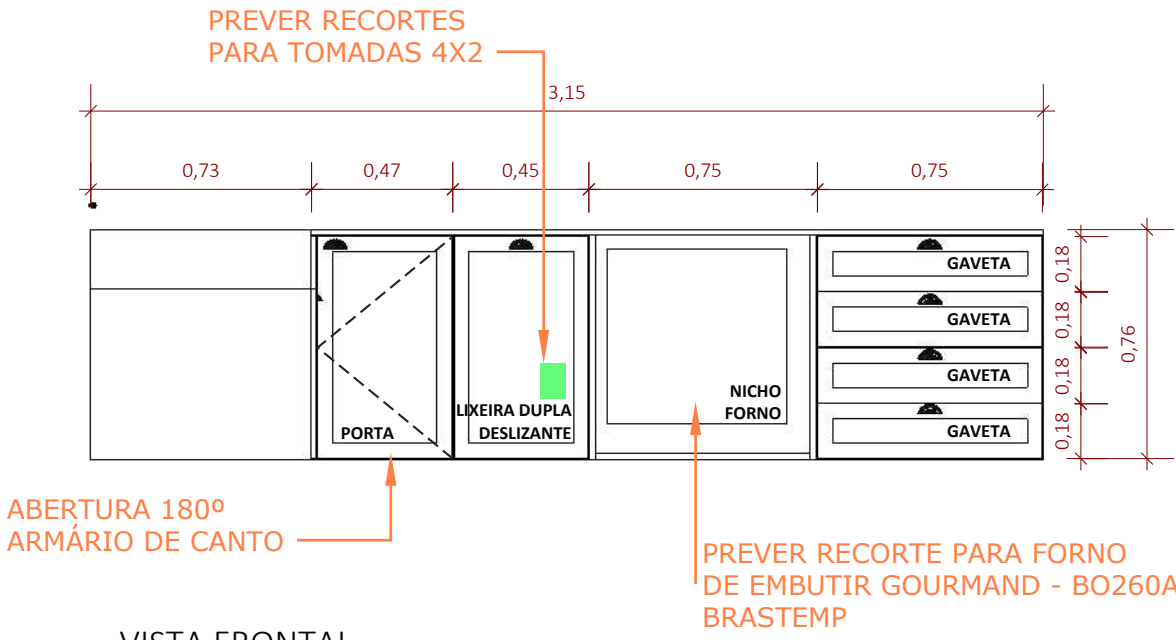 PREVER RECORTES
PARA TOMADAS 4X2
3,15
0,73
0,47
0,45
0,75
0,75
GAVETA
0,18
GAVETA
0,18
0,76
GAVETA
0,18
GAVETA
0,18
PORTA
LIXEIRA DUPLA
DESLIZANTE
NICHO
FORNO
ABERTURA 180º
ARMÁRIO DE CANTO
PREVER RECORTE PARA FORNO
DE EMBUTIR GOURMAND - BO260A
BRASTEMP
VISTA FRONTAL